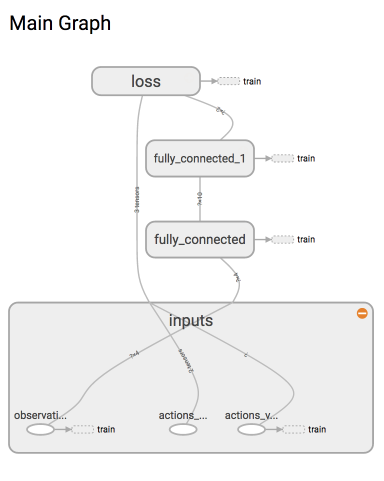 Main Graph
loss
train
?×2
fully_connected_1
train
3 tensors
?×10
fully_connected
train
?×4
inputs
?×4
2 tensors
?
observati...
actions_...
actions_v...
train
train